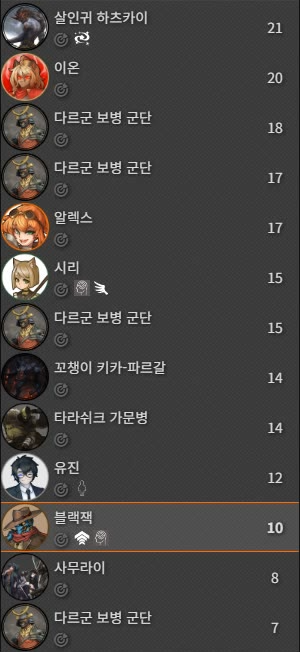 살인귀 하츠카이 21
이온 20
다르군 보병 군단 18
다르군 보병 군단 17
알렉스 17
시리 15
다르군 보병 군단 15
꼬챙이 키카-파르갈 14
타라쉬크 가문병 14
유진 12
블랙잭 10
사무라이 8
다르군 보병 군단 7